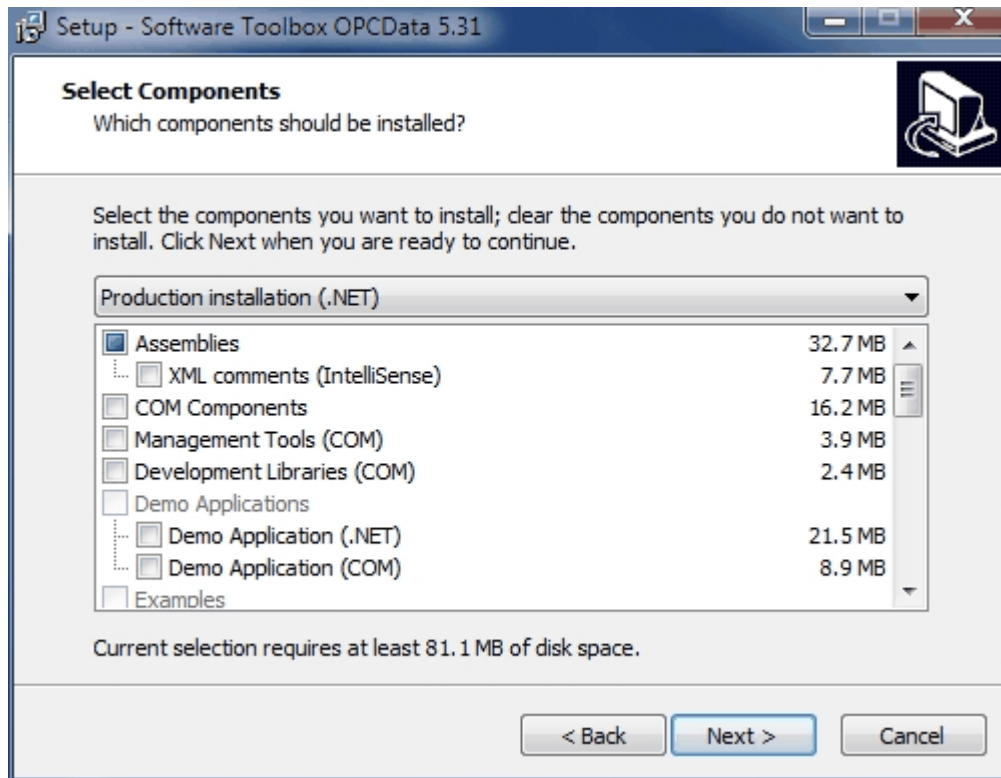 Setup - Software Toolbox OPCData 5.31
Select Components
Which components should be installed?
Select the components you want to install; clear the components you do not want to
install. Click Next when you are ready to continue.
Production installation (.NET)
Assemblies 32.7 MB
XML comments (IntelliSense) 7.7 MB
COM Components 16.2 MB
Management Tools (COM) 3.9 MB
Development Libraries (COM) 2.4 MB
Demo Applications
Demo Application (.NET) 21.5 MB
Demo Application (COM) 8.9 MB
Examples
Current selection requires at least 81.1 MB of disk space.
< Back Next > Cancel